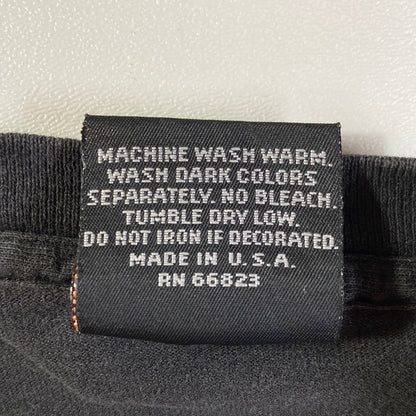 MACHINE WASH WARM.
WASH DARK COLORS
SEPARATELY. NO BLEACH.
TUMBLE DRY LOW.
DO NOT IRON IF DECORATED.
MADE IN U.S.A.
RN 66823